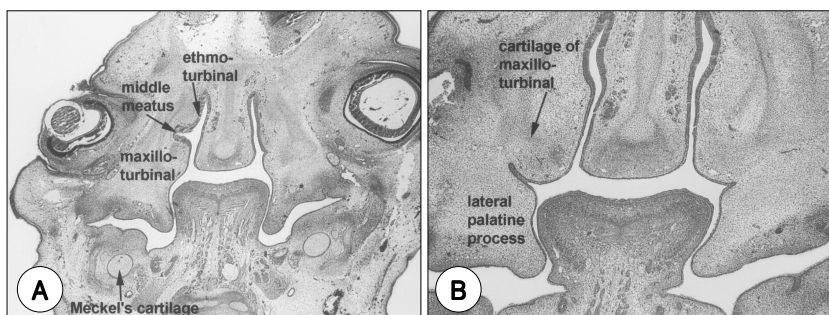 ethmo-
turbinal
middle
meatus
maxillo-
turbinal
A
Meckel's cartilage
cartilage of
maxillo-
turbinal
lateral
palatine
process
B